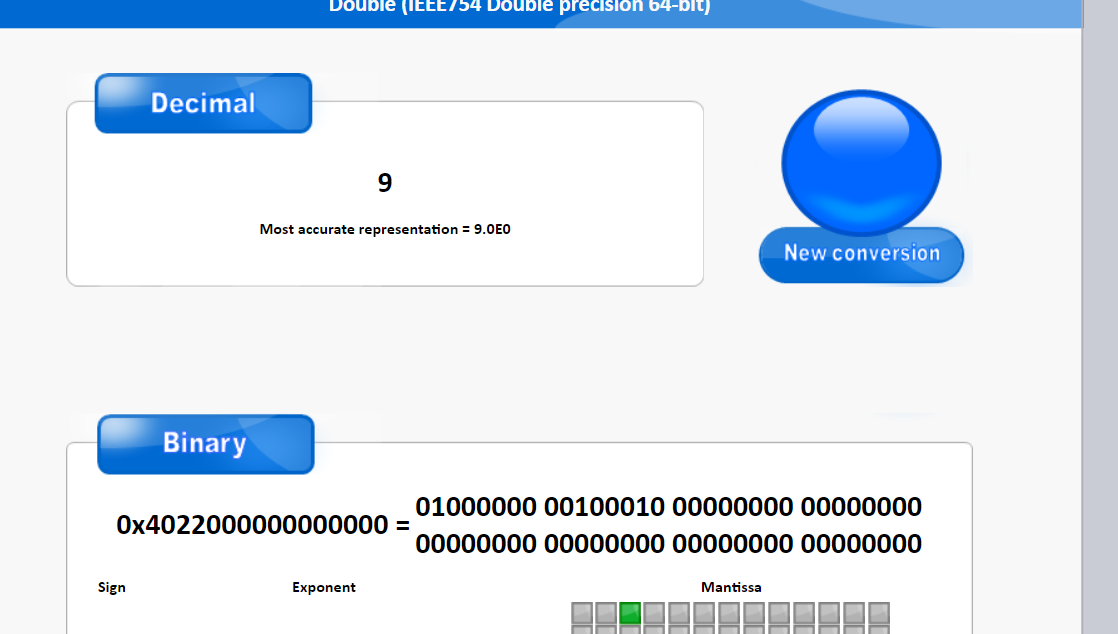 Double (IEEE754 Double precision 64-bit)
Decimal
9
Most accurate representation = 9.0E0
New conversion
Binary
0x4022000000000000 =
01000000 00100010 00000000 00000000
00000000 00000000 00000000 00000000
Sign Exponent Mantissa